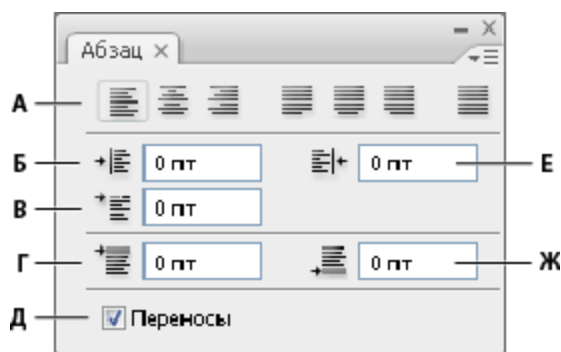 Абзац
А
Б 0 пт 0 пт Е
В 0 пт
Г 0 пт 0 пт Ж
Д Переносы